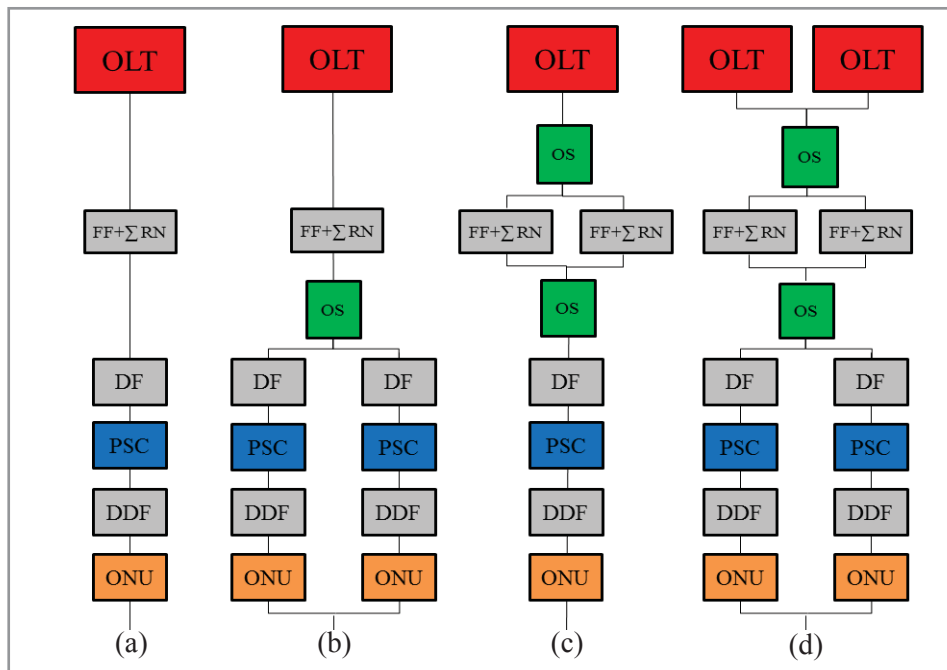 OLT
OLT
OLT
OLT
OLT
OS
OS
FF+∑RN
FF+∑RN
FF+∑RN
FF+∑RN
FF+∑RN
FF+∑RN
OS
OS
OS
DF
DF
DF
DF
DF
DF
PSC
PSC
PSC
PSC
PSC
PSC
DDF
DDF
DDF
DDF
DDF
DDF
ONU
ONU
ONU
ONU
ONU
ONU
(a)
(b)
(c)
(d)